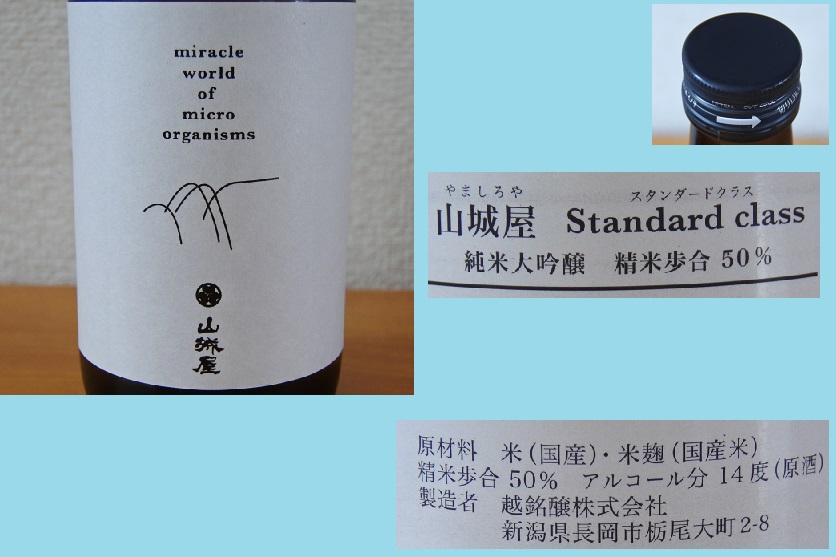 miracle
world
of
micro
organisms
山城屋
やましろや スタンダードクラス
山城屋 Standard class
純米大吟醸 精米歩合 50%
原材料 米(国産)・米麹(国産米)
精米歩合 50% アルコール分 14度(原酒)
製造者 越銘醸株式会社
新潟県長岡市栃尾大町2-8